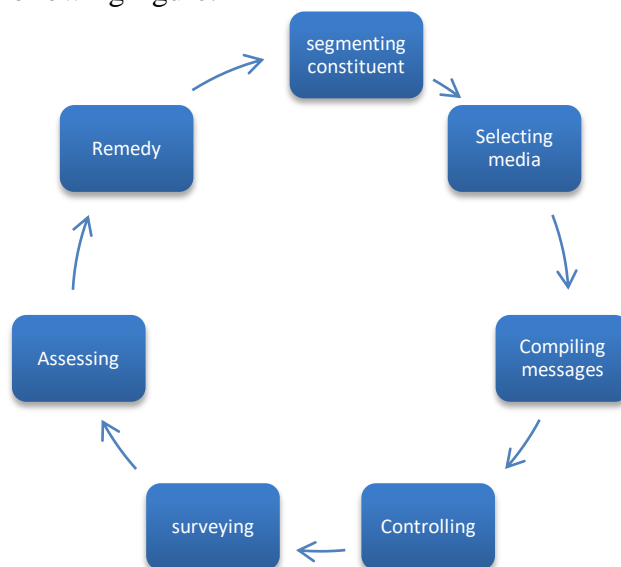 segmenting
constituent
Selecting
media
Compiling
messages
Controlling
surveying
Assessing
Remedy